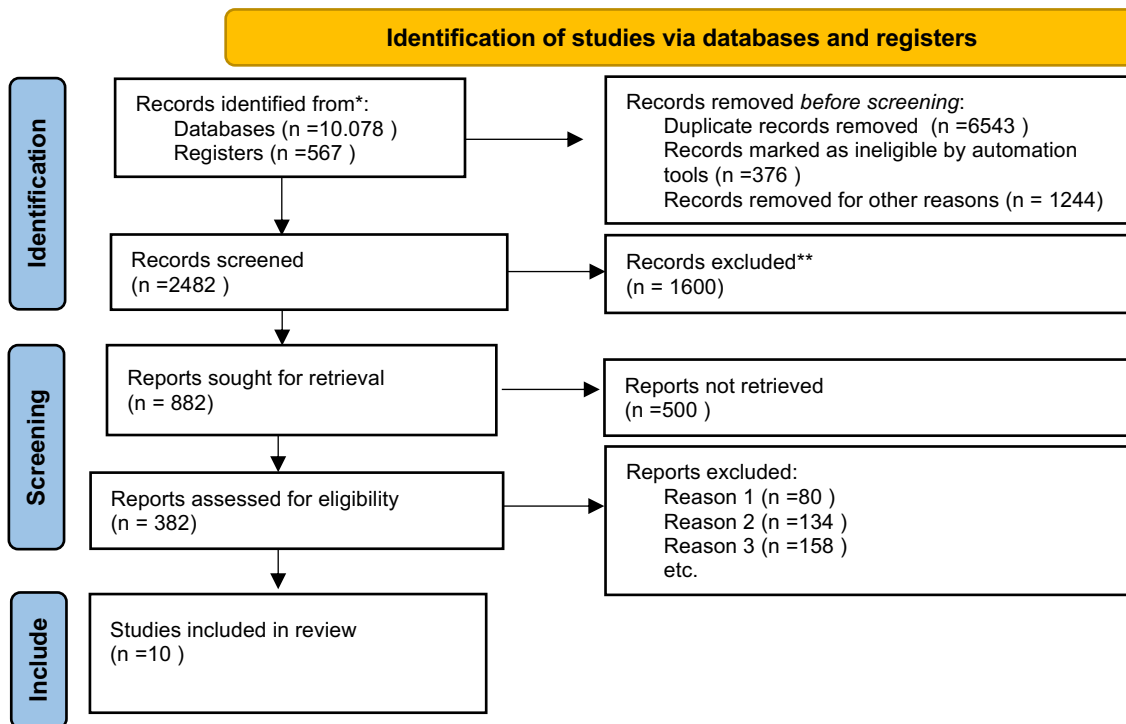 Identification of studies via databases and registers
Identification
Records identified from*:
Databases (n =10.078 )
Registers (n =567 )
Records removed before screening:
Duplicate records removed  (n =6543 )
Records marked as ineligible by automation
tools (n =376 )
Records removed for other reasons (n = 1244)
Records screened
(n =2482 )
Records excluded**
(n = 1600)
Screening
Reports sought for retrieval
(n = 882)
Reports not retrieved
(n =500 )
Reports assessed for eligibility
(n = 382)
Reports excluded:
Reason 1 (n =80 )
Reason 2 (n =134 )
Reason 3 (n =158 )
etc.
Include
Studies included in review
(n =10 )